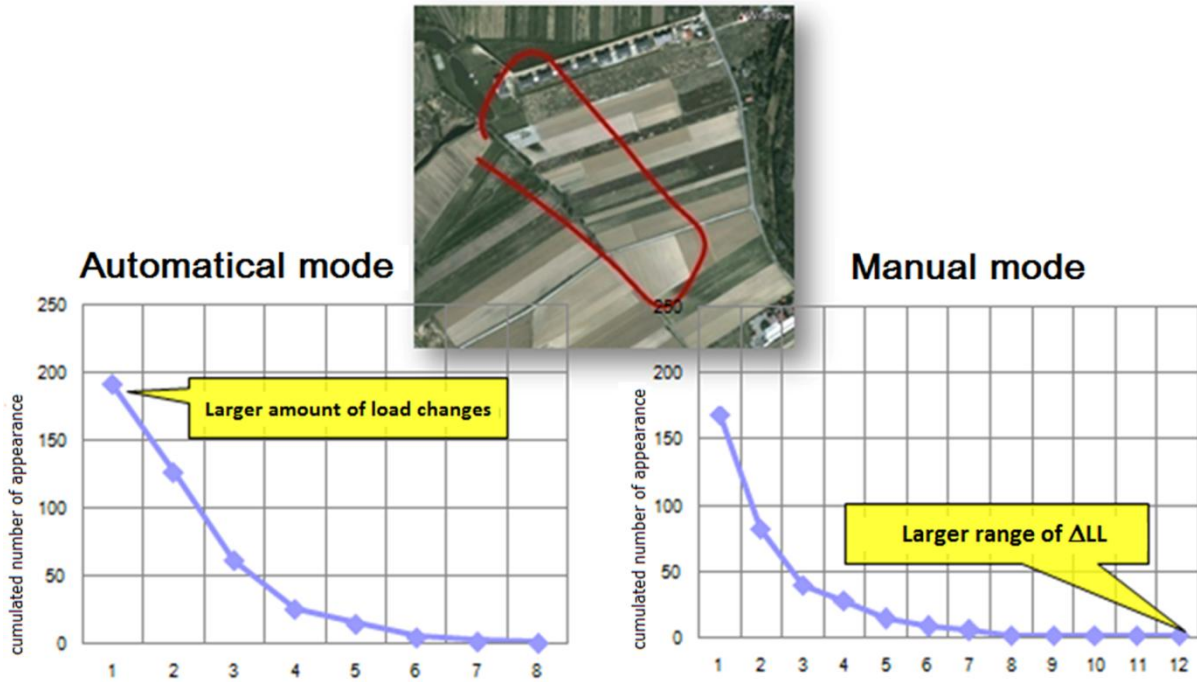 Automatical mode
Manual mode
250
200
150
100
50
0
cumulated number of appearance
Larger amount of load changes
1 2 3 4 5 6 7 8
250
200
150
100
50
0
cumulated number of appearance
Larger range of ΔLL
1 2 3 4 5 6 7 8 9 10 11 12